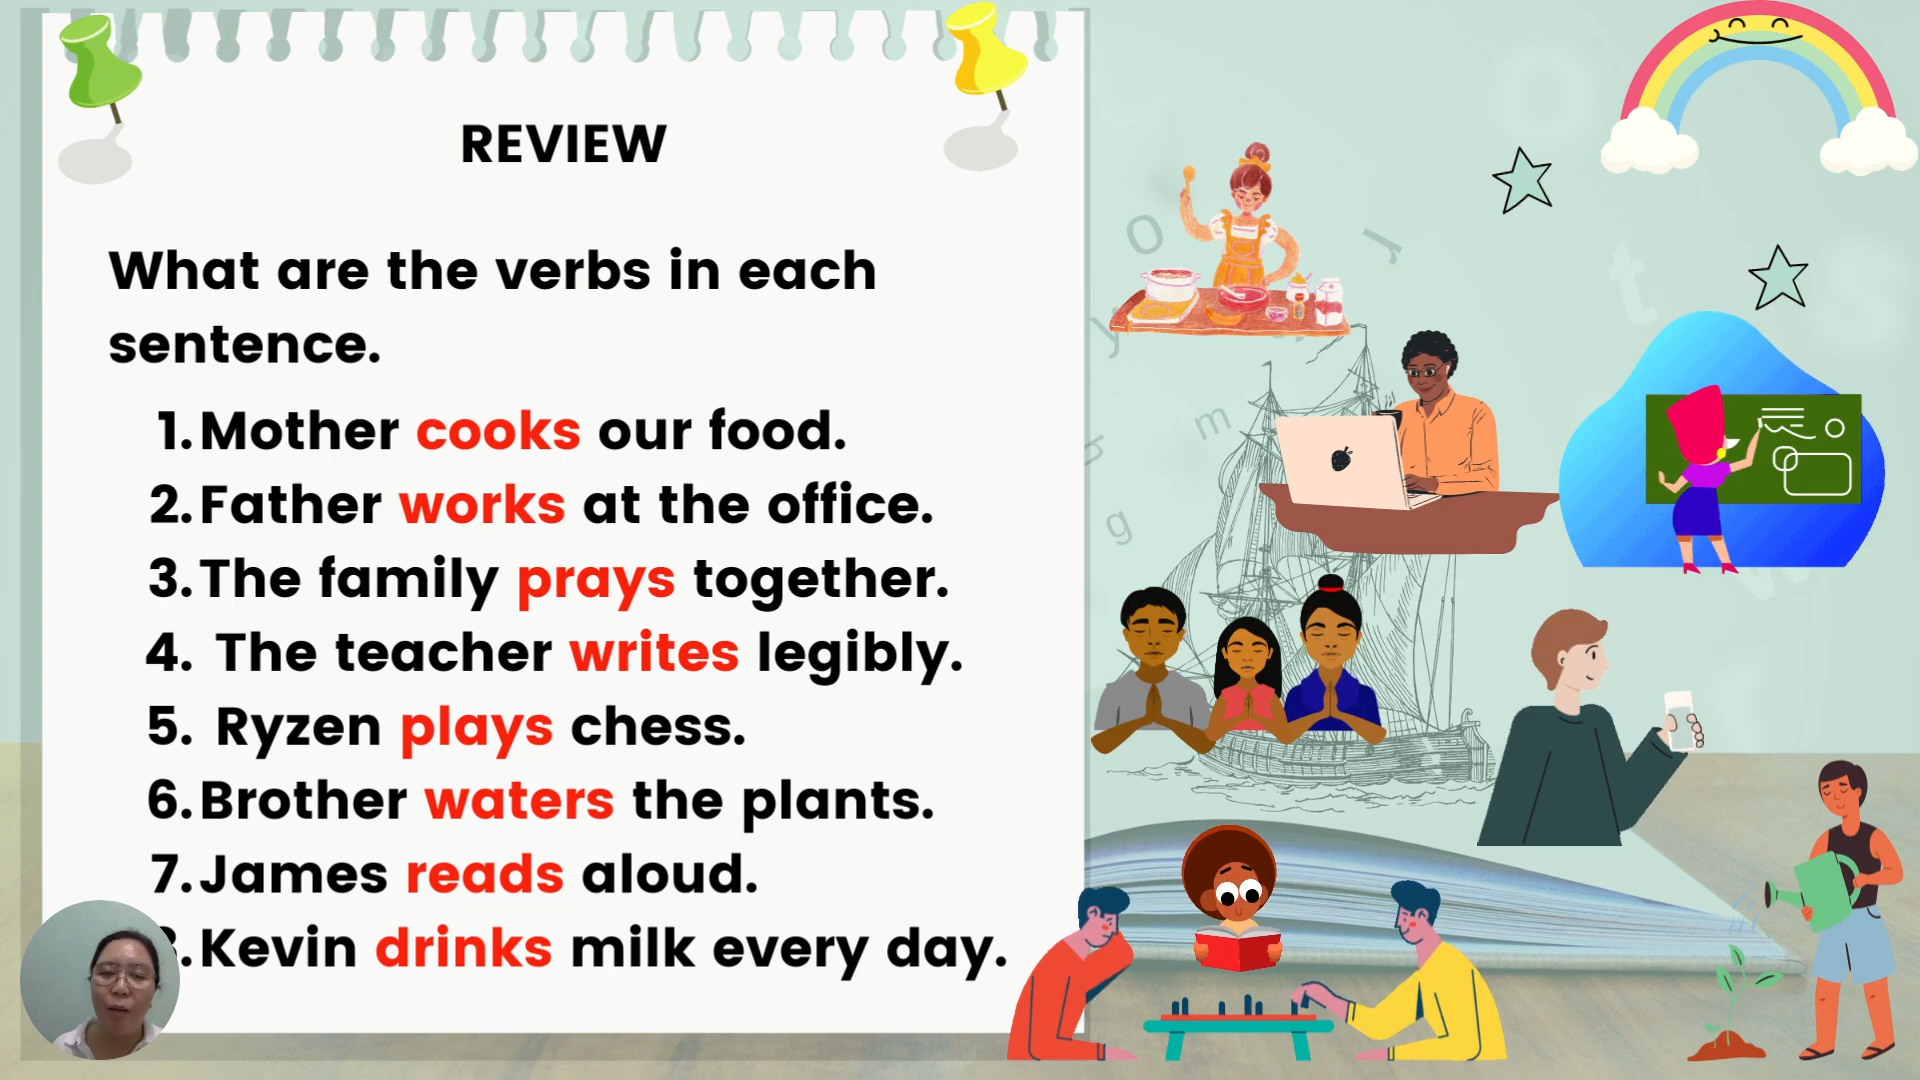 REVIEW
What are the verbs in each
sentence.
1. Mother cooks our food.
2. Father works at the office.
3. The family prays together.
4. The teacher writes legibly.
5. Ryzen plays chess.
6. Brother waters the plants.
7. James reads aloud.
Kevin drinks milk every day.
o
r
t
y
m
g